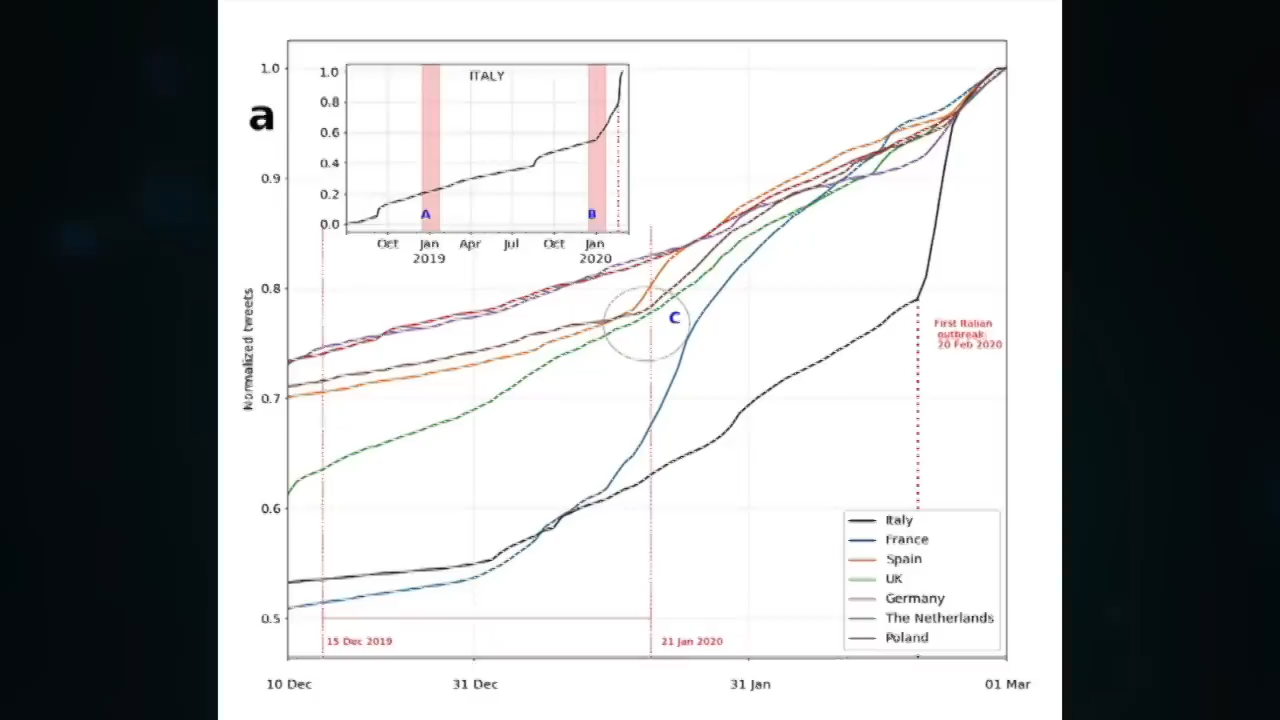 a
ITALY
1.0
0.8
0.6
0.4
0.2
0.0
A
B
Oct
Jan
2019
Apr
Jul
Oct
Jan
2020
1.0
0.9
0.8
0.7
0.6
0.5
Normalized tweets
C
First Italian
outbreak:
20 Feb 2020
Italy
France
Spain
UK
Germany
The Netherlands
Poland
15 Dec 2019
21 Jan 2020
10 Dec
31 Dec
31 Jan
01 Mar